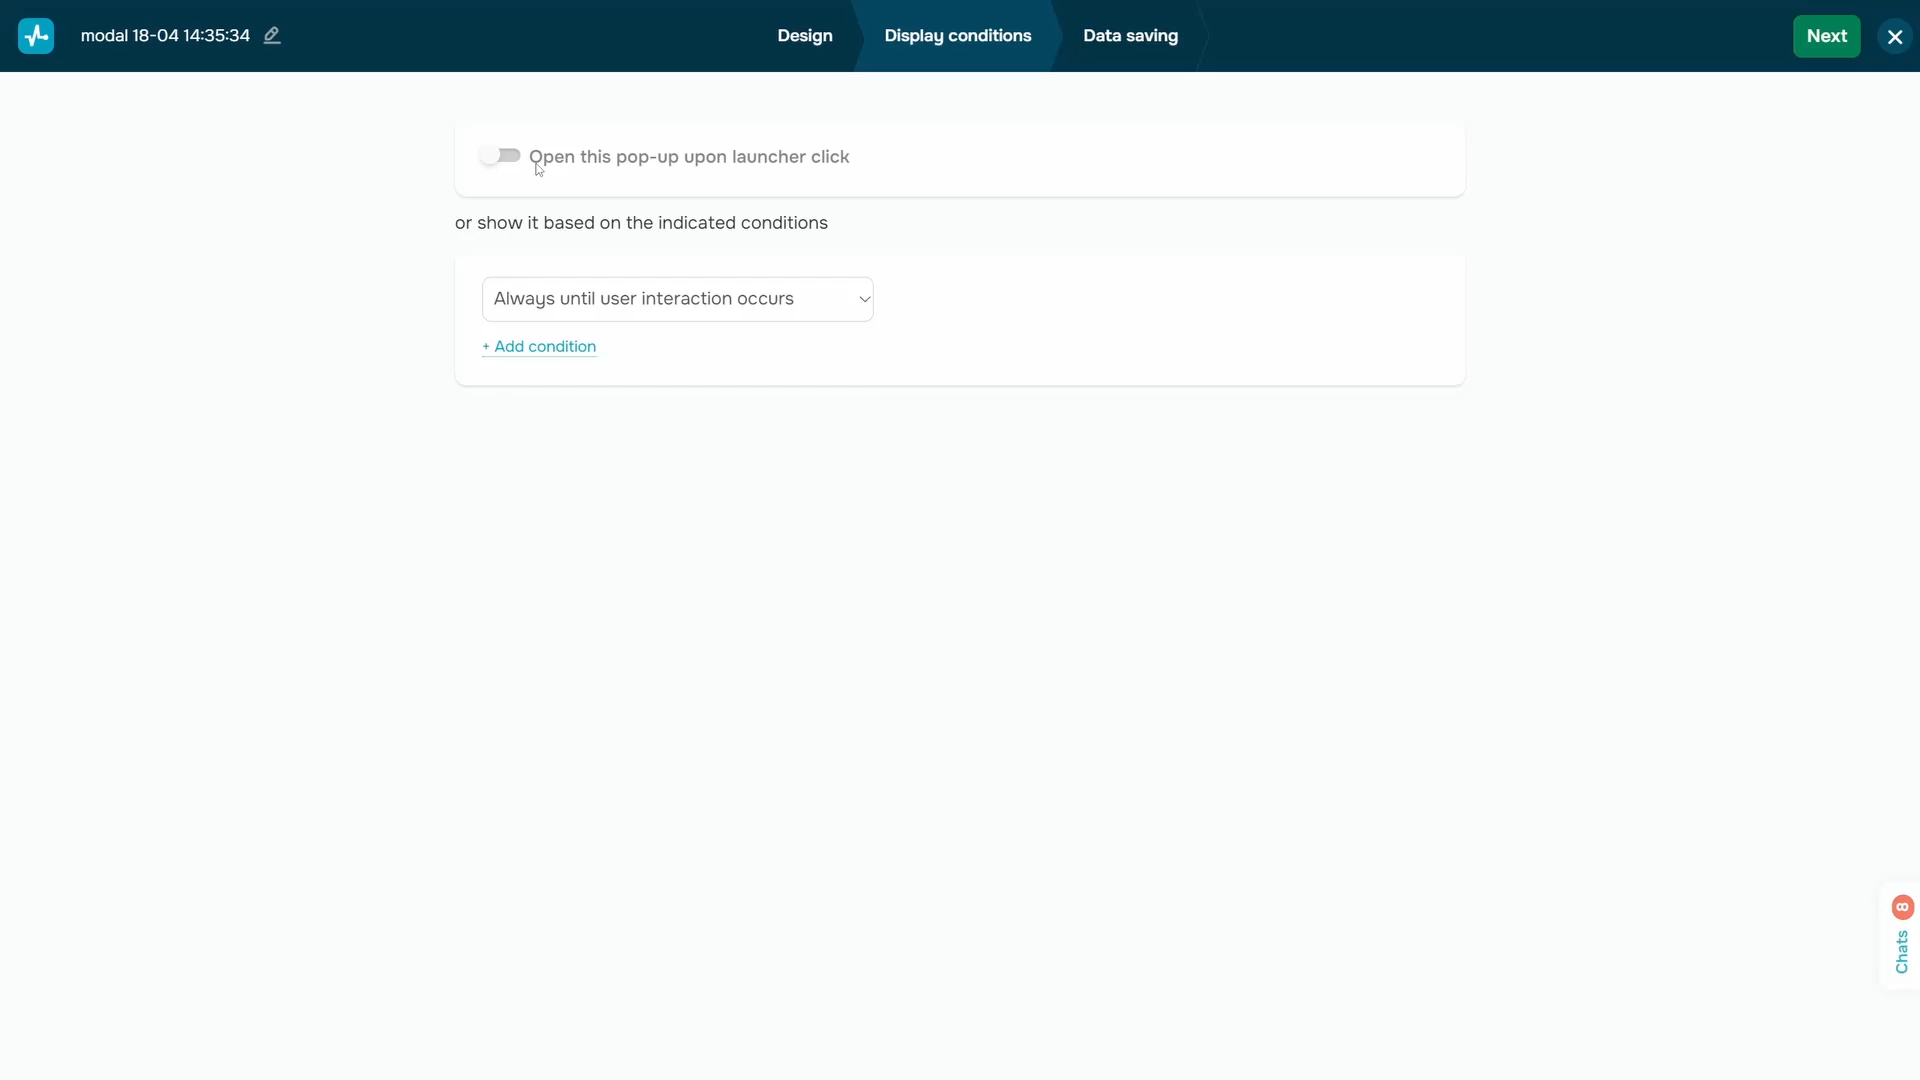 modal 18-04 14:35:34
Design
Display conditions
Data saving
Next
Open this pop-up upon launcher click
or show it based on the indicated conditions
Always until user interaction occurs
+ Add condition
8
Chats